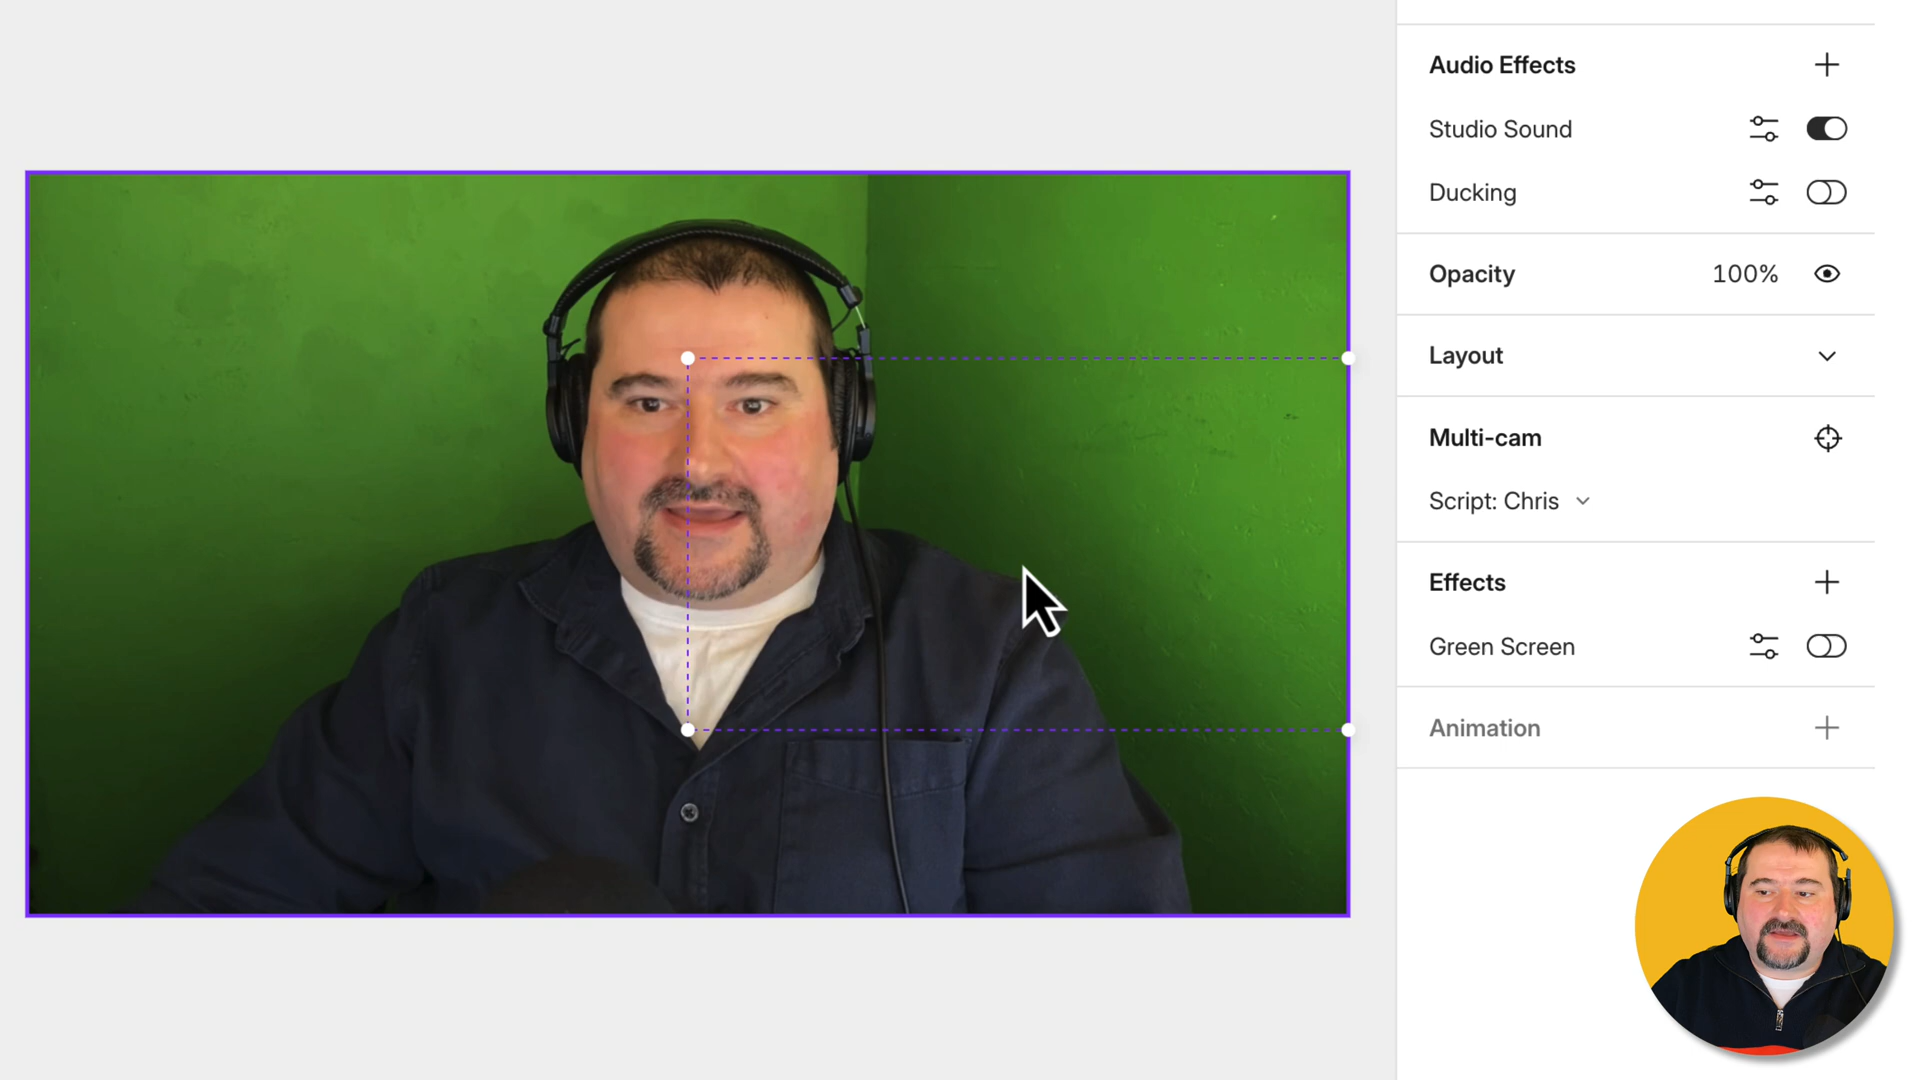 Audio Effects
Studio Sound
Ducking
Opacity 100%
Layout
Multi-cam
Script: Chris
Effects
Green Screen
Animation